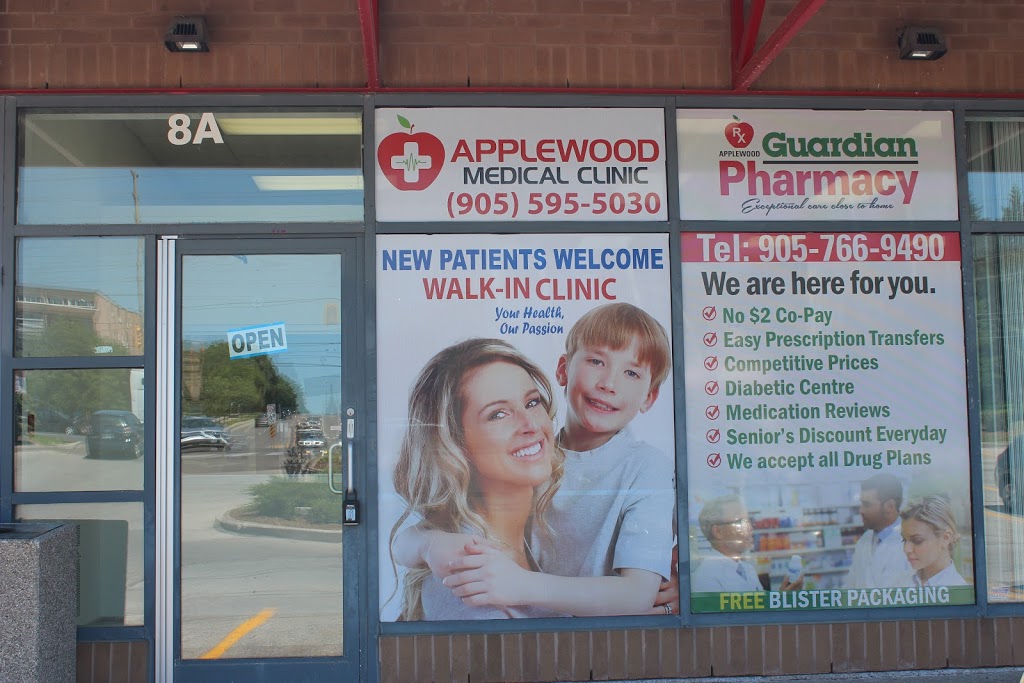 8A
OPEN
APPLEWOOD
MEDICAL CLINIC
(905) 595-5030
NEW PATIENTS WELCOME
WALK-IN CLINIC
Your Health,
Our Passion
Rx
APPLEWOOD
Guardian
Pharmacy
Exceptional care close to home
Tel: 905-766-9490
We are here for you.
No $2 Co-Pay
Easy Prescription Transfers
Competitive Prices
Diabetic Centre
Medication Reviews
Senior's Discount Everyday
We accept all Drug Plans
FREE BLISTER PACKAGING